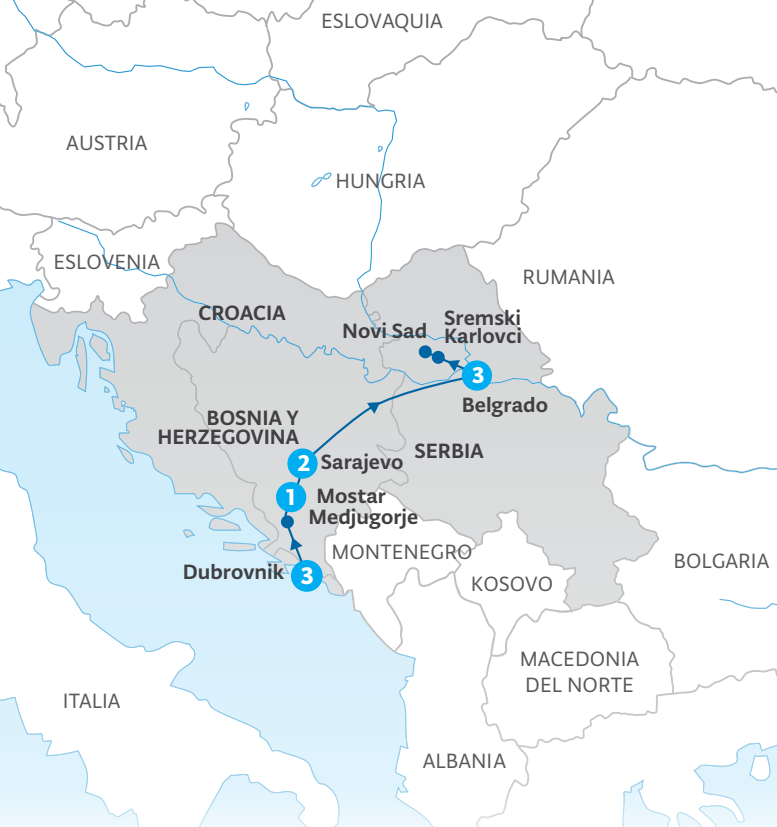 ESLOVAQUIA
AUSTRIA
HUNGRIA
ESLOVENIA
RUMANIA
CROACIA
Novi Sad
Sremski
Karlovci
3
Belgrado
BOSNIA Y
HERZEGOVINA
2 Sarajevo
SERBIA
1 Mostar
Medjugorje
MONTENEGRO
Dubrovnik 3
KOSOVO
BOLGARIA
MACEDONIA
DEL NORTE
ITALIA
ALBANIA